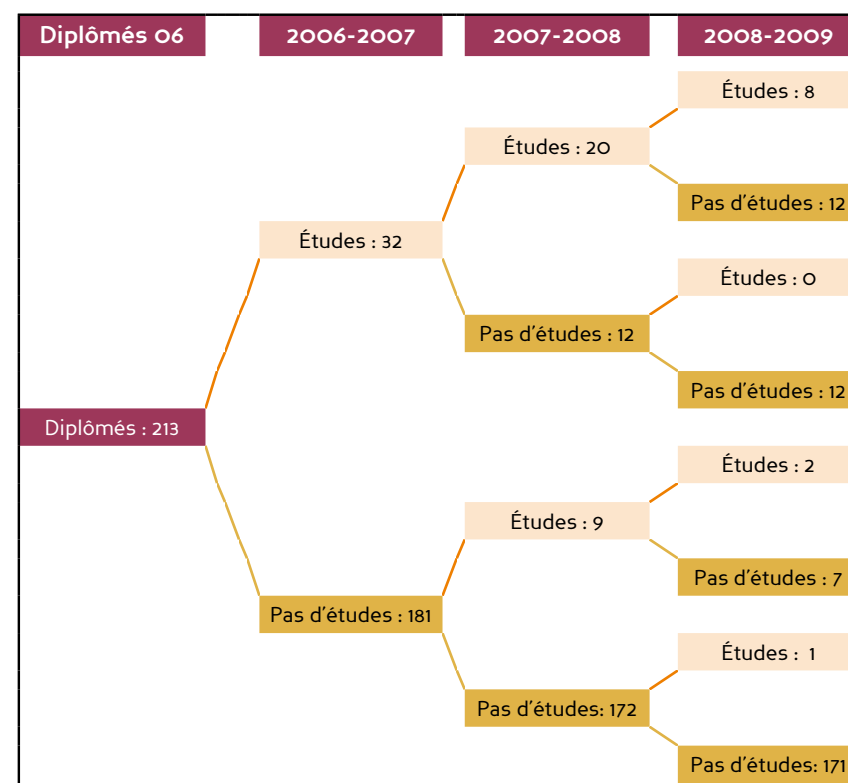 Diplômés 06 2006-2007 2007-2008 2008-2009
Études : 8
Études : 20
Pas d'études : 12
Études : 32
Études : 0
Pas d'études : 12
Pas d'études : 12
Diplômés : 213
Études : 2
Études : 9
Pas d'études : 7
Pas d'études : 181
Études : 1
Pas d'études: 172
Pas d'études: 171